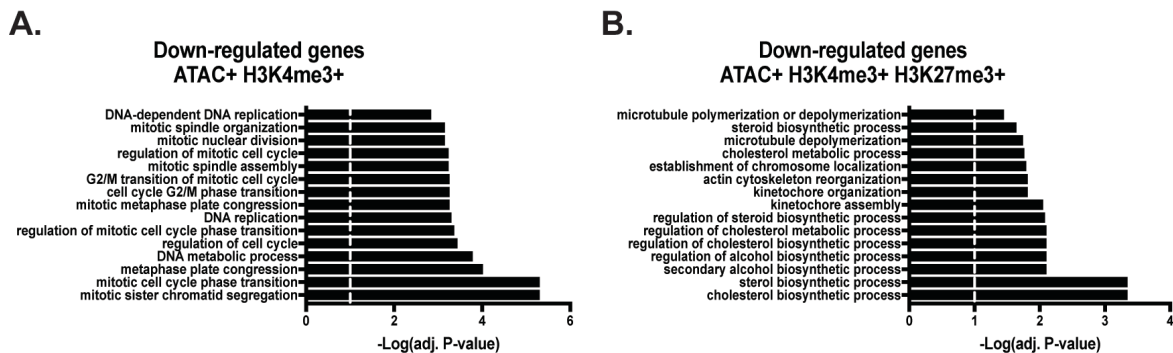 A.
Down-regulated genes
ATAC+ H3K4me3+
DNA-dependent DNA replication
mitotic spindle organization
mitotic nuclear division
regulation of mitotic cell cycle
mitotic spindle assembly
G2/M transition of mitotic cell cycle
cell cycle G2/M phase transition
mitotic metaphase plate congression
DNA replication
regulation of mitotic cell cycle phase transition
regulation of cell cycle
DNA metabolic process
metaphase plate congression
mitotic cell cycle phase transition
mitotic sister chromatid segregation
0 2 4 6
-Log(adj. P-value)
B.
Down-regulated genes
ATAC+ H3K4me3+ H3K27me3+
microtubule polymerization or depolymerization
steroid biosynthetic process
microtubule depolymerization
cholesterol metabolic process
establishment of chromosome localization
actin cytoskeleton reorganization
kinetochore organization
kinetochore assembly
regulation of steroid biosynthetic process
regulation of cholesterol metabolic process
regulation of cholesterol biosynthetic process
regulation of alcohol biosynthetic process
secondary alcohol biosynthetic process
sterol biosynthetic process
cholesterol biosynthetic process
0 1 2 3 4
-Log(adj. P-value)